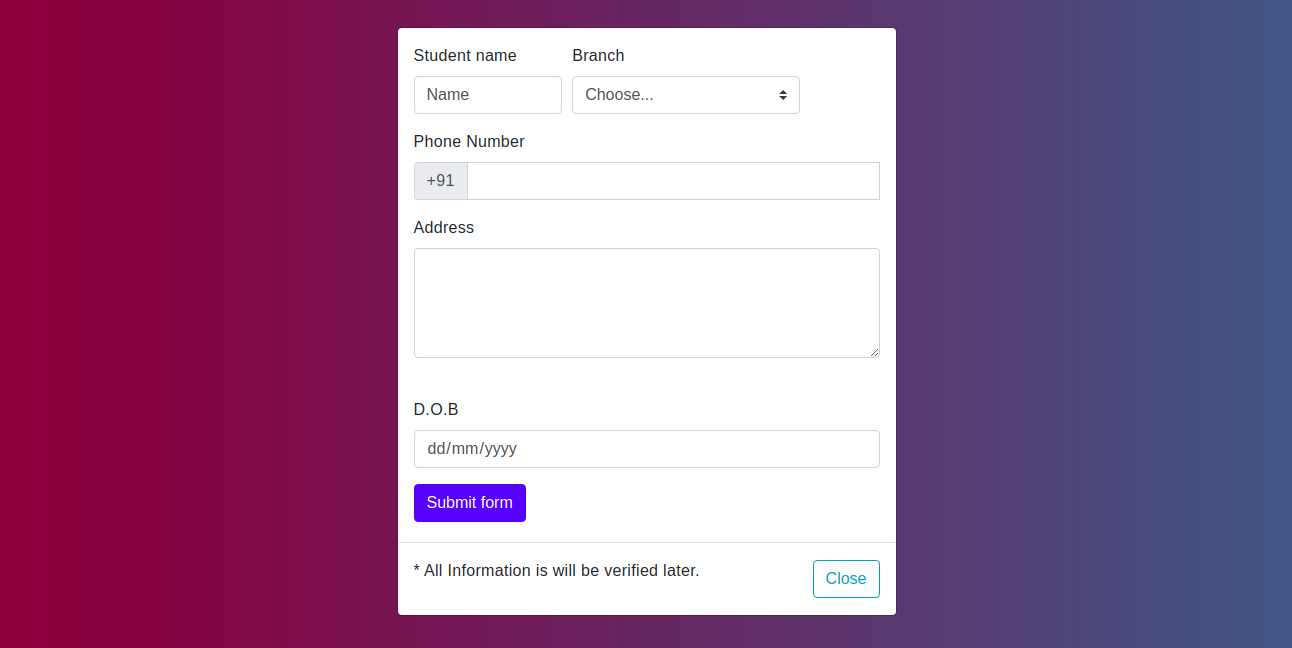 Student name Branch
Name Choose...
Phone Number
+91
Address
D.O.B
dd/mm/yyyy
Submit form
* All Information is will be verified later.
Close